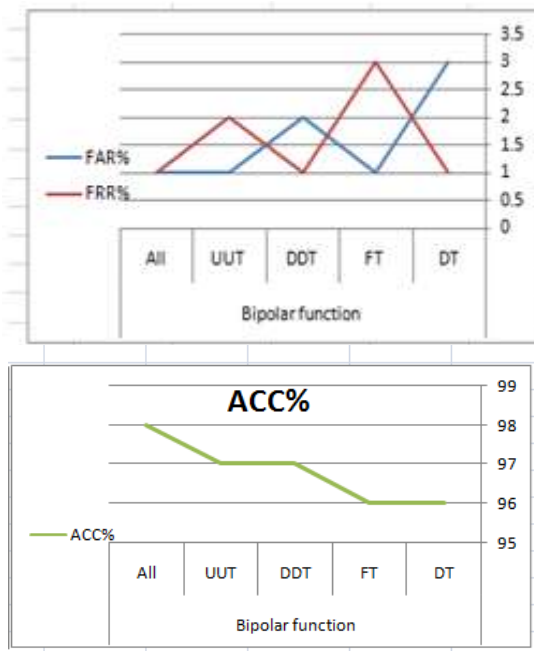 3.5
3
2.5
2
1.5
1
0.5
0
FAR%
FRR%
All UUT DDT FT DT
Bipolar function
ACC%
99
98
97
96
95
ACC%
All UUT DDT FT DT
Bipolar function